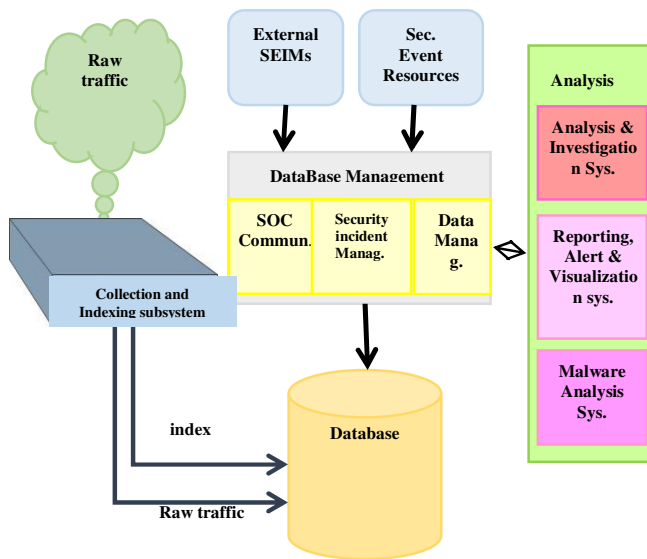 Raw
traffic
External
SEIMs
Sec.
Event
Resources
Analysis
Analysis &
Investigatio
n Sys.
DataBase Management
SOC
Commun.
Security
incident
Manag.
Data
Mana
g.
Reporting,
Alert &
Visualizatio
n sys.
Collection and
Indexing subsystem
Malware
Analysis
Sys.
index
Database
Raw traffic